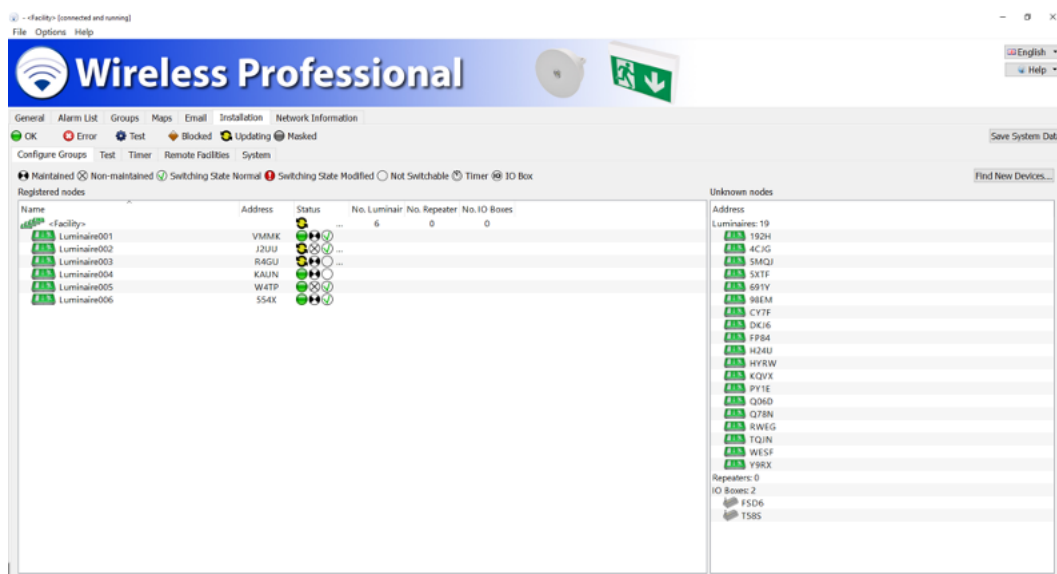 - <Facility> [connected and running]
File Options Help
Wireless Professional
English
Help
General Alarm List Groups Maps Email Installation Network Information
OK Error Test Blocked Updating Masked
Save System Dat
Configure Groups Test Timer Remote Facilities System
Maintained Non-maintained Switching State Normal Switching State Modified Not Switchable Timer IO Box
Find New Devices...
Registered nodes
Name Address Status No. Luminair No. Repeater No. IO Boxes
<Facility> ... 6 0 0
Luminaire001 VMMK
Luminaire002 J2UU ...
Luminaire003 R4GU ...
Luminaire004 KAUN
Luminaire005 W4TP
Luminaire006 554X
Unknown nodes
Address
Luminaires: 19
192H
4CJG
5MQJ
5XTF
691Y
98EM
CY7F
DKJ6
FP84
H24U
HYRW
KQVX
PY1E
Q06D
Q78N
RWEG
TQJN
WESF
Y9RX
Repeaters: 0
IO Boxes: 2
FSD6
T58S